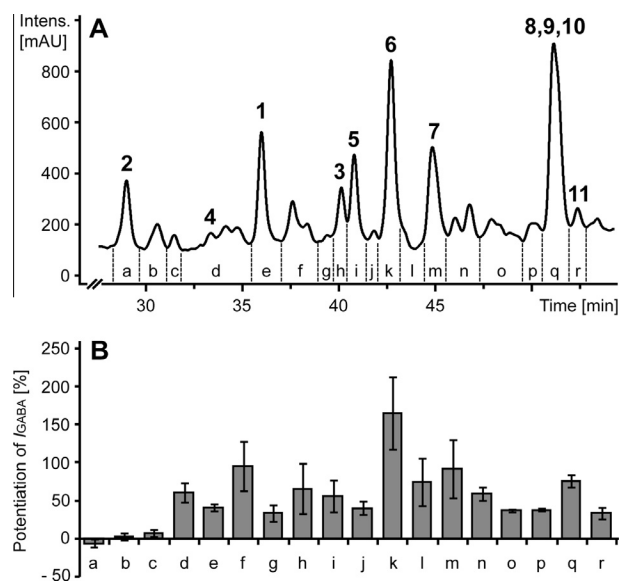 Intens.
[mAU]
A
8,9,10
6
800
600
1
7
5
400
2
3
4
11
200
0
a b c d e f g h i j k l m n o p q r
30 35 40 45 Time [min]
B
Potentiation of IGABA [%]
250
200
150
100
50
0
- 50
a b c d e f g h i j k l m n o p q r